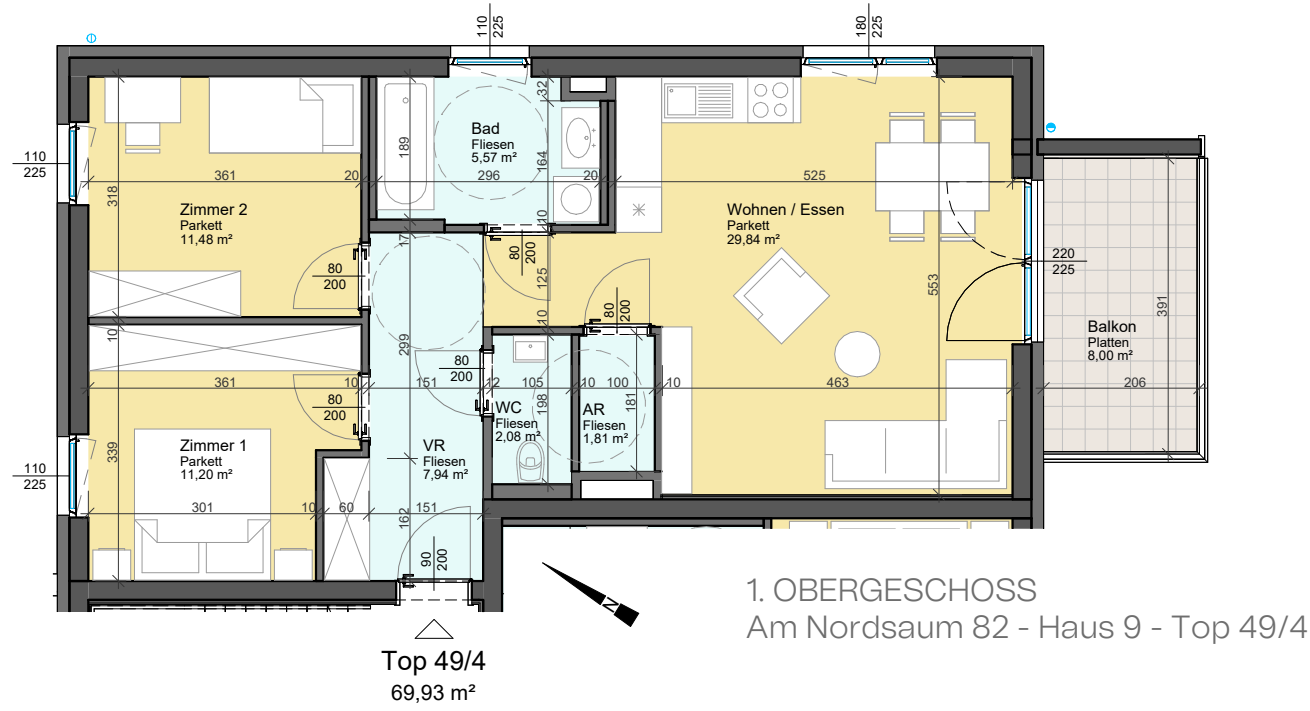 110
225
180
225
110
225
Bad
Fliesen
5,57 m²
32
189
164
361
20
296
20
525
318
Zimmer 2
Parkett
11,48 m²
Wohnen / Essen
Parkett
29,84 m²
10
17
80
200
80
200
125
220
225
553
391
80
200
10
10
299
Balkon
Platten
8,00 m²
80
200
361
10
151
12
105
10
100
10
463
206
80
200
198
181
WC
Fliesen
2,08 m²
AR
Fliesen
1,81 m²
339
Zimmer 1
Parkett
11,20 m²
VR
Fliesen
7,94 m²
110
225
301
10
60
151
162
90
200
N
1. OBERGESCHOSS
Am Nordsaum 82 - Haus 9 - Top 49/4
Top 49/4
69,93 m²